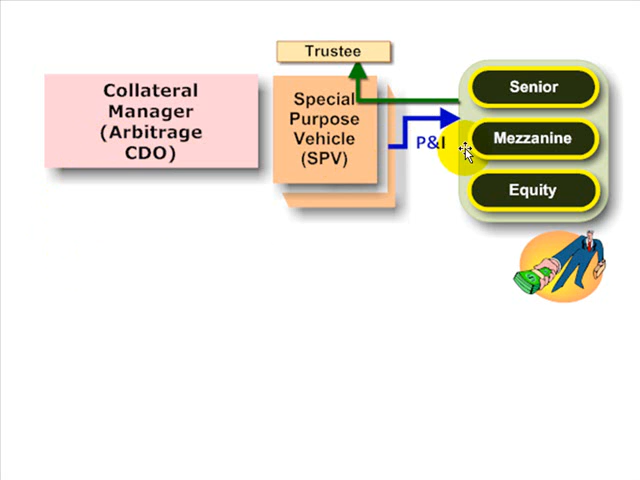 Trustee
Collateral
Manager
(Arbitrage
CDO)
Special
Purpose
Vehicle
(SPV)
P&I
Senior
Mezzanine
Equity